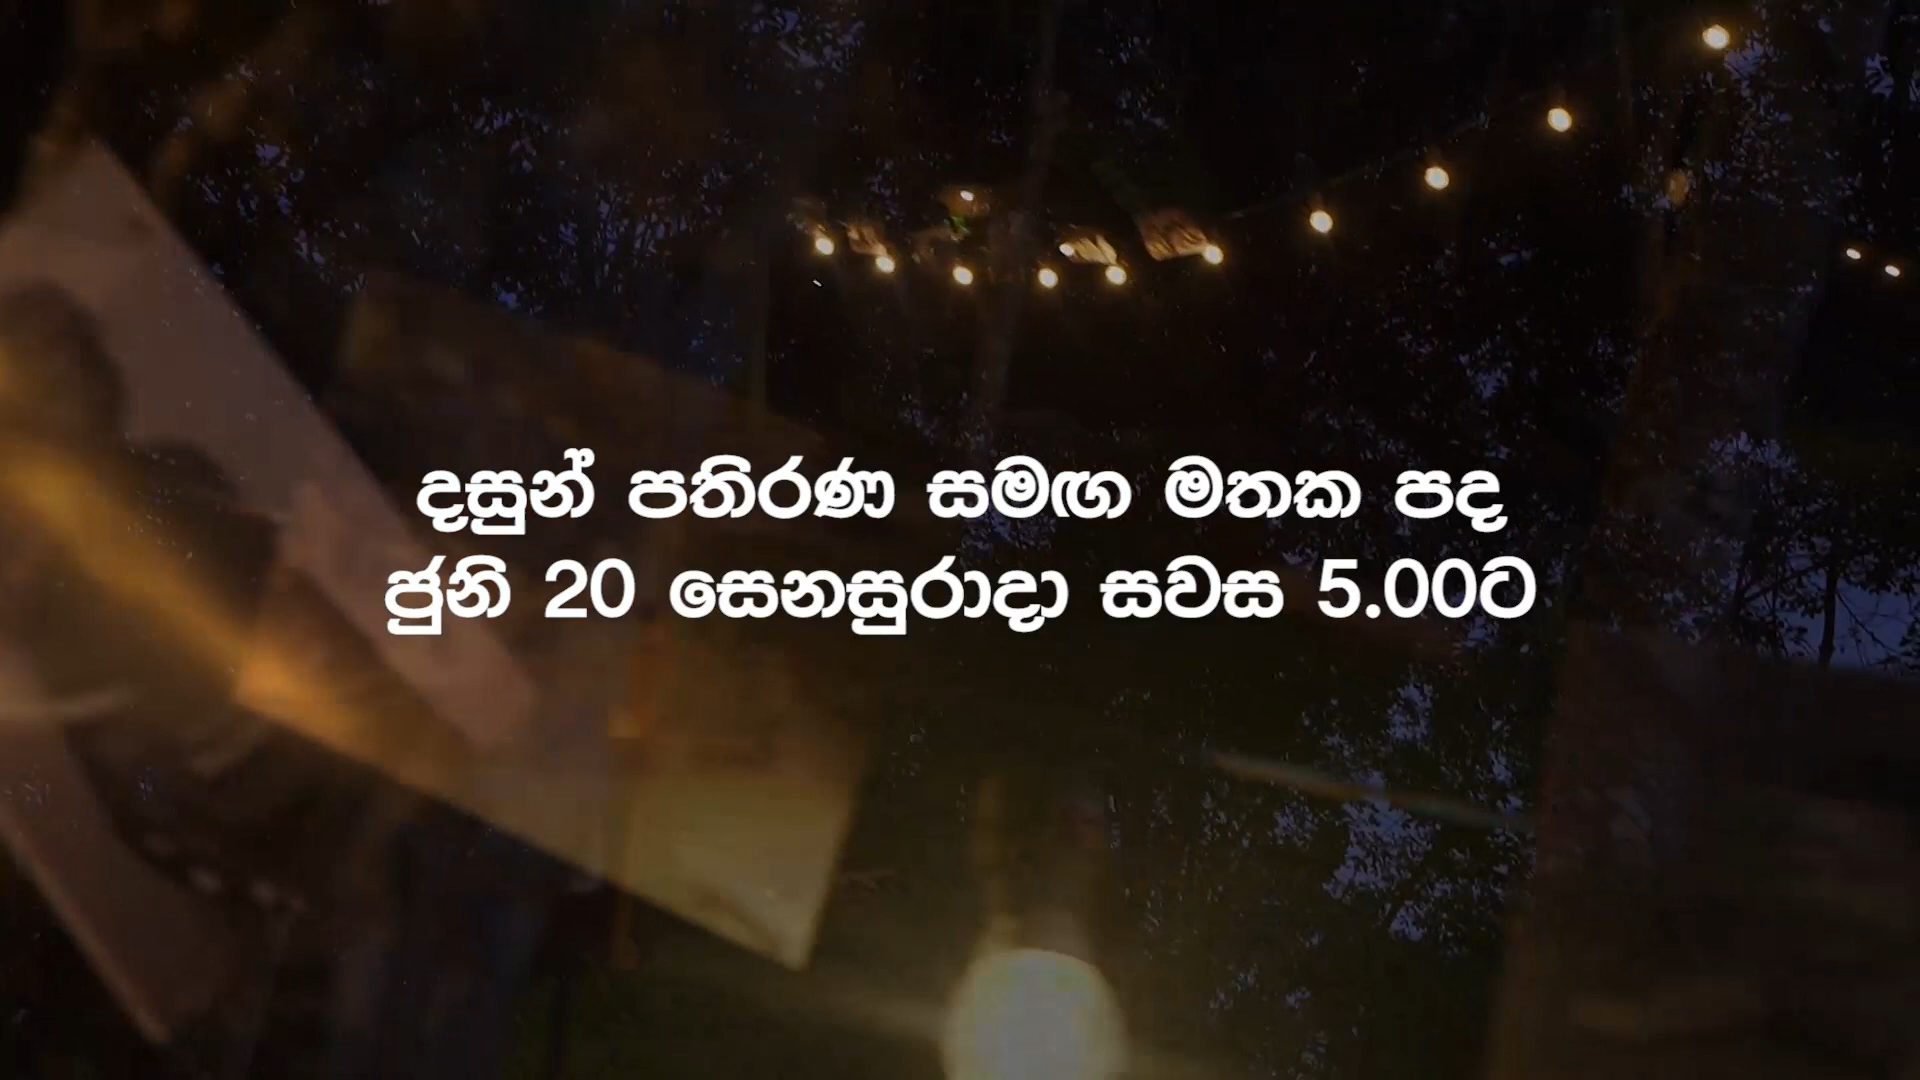 දසුන් පතිරණ සමඟ මතක පද
ජුනි 20 සෙනසුරාදා සවස 5.00ට